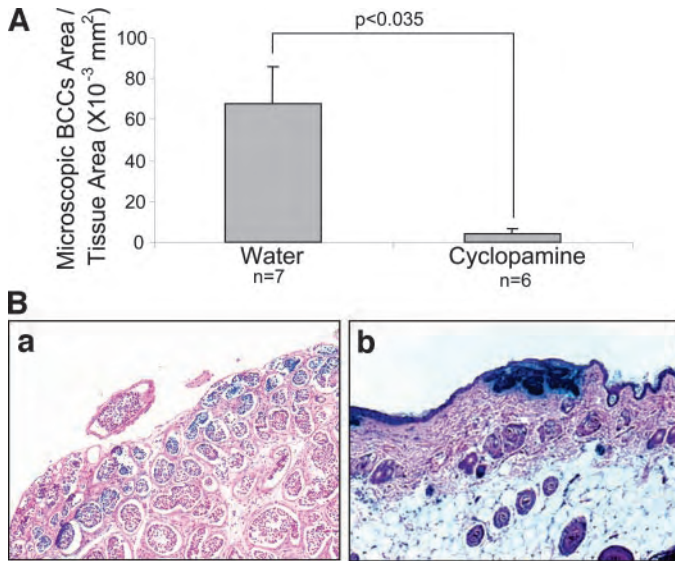 A
p<0.035
Microscopic BCCs Area /
Tissue Area (X10⁻³ mm²)
100
80
60
40
20
0
Water
n=7
Cyclopamine
n=6
B
a
b